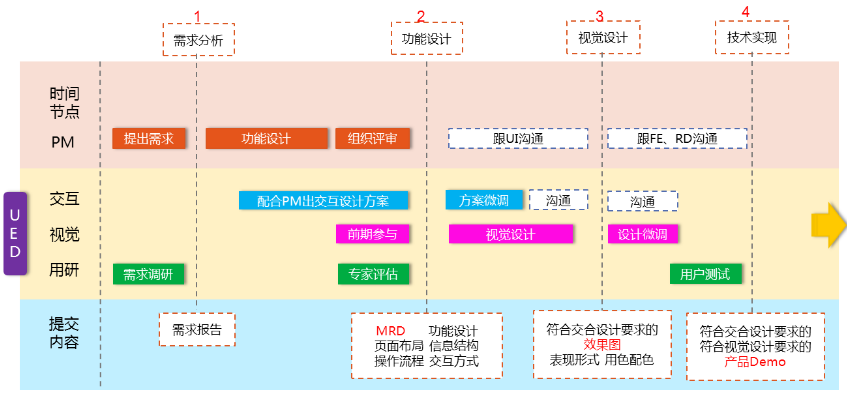 1
2
3
4
需求分析
功能设计
视觉设计
技术实现
时间
节点
PM
提出需求
功能设计
组织评审
跟UI沟通
跟FE、RD沟通
UED
交互
配合PM出交互设计方案
方案微调
沟通
沟通
视觉
前期参与
视觉设计
设计微调
用研
需求调研
专家评估
用户测试
提交
内容
需求报告
MRD 功能设计
页面布局 信息结构
操作流程 交互方式
符合交合设计要求的
效果图
表现形式 用色配色
符合交合设计要求的
符合视觉设计要求的
产品Demo